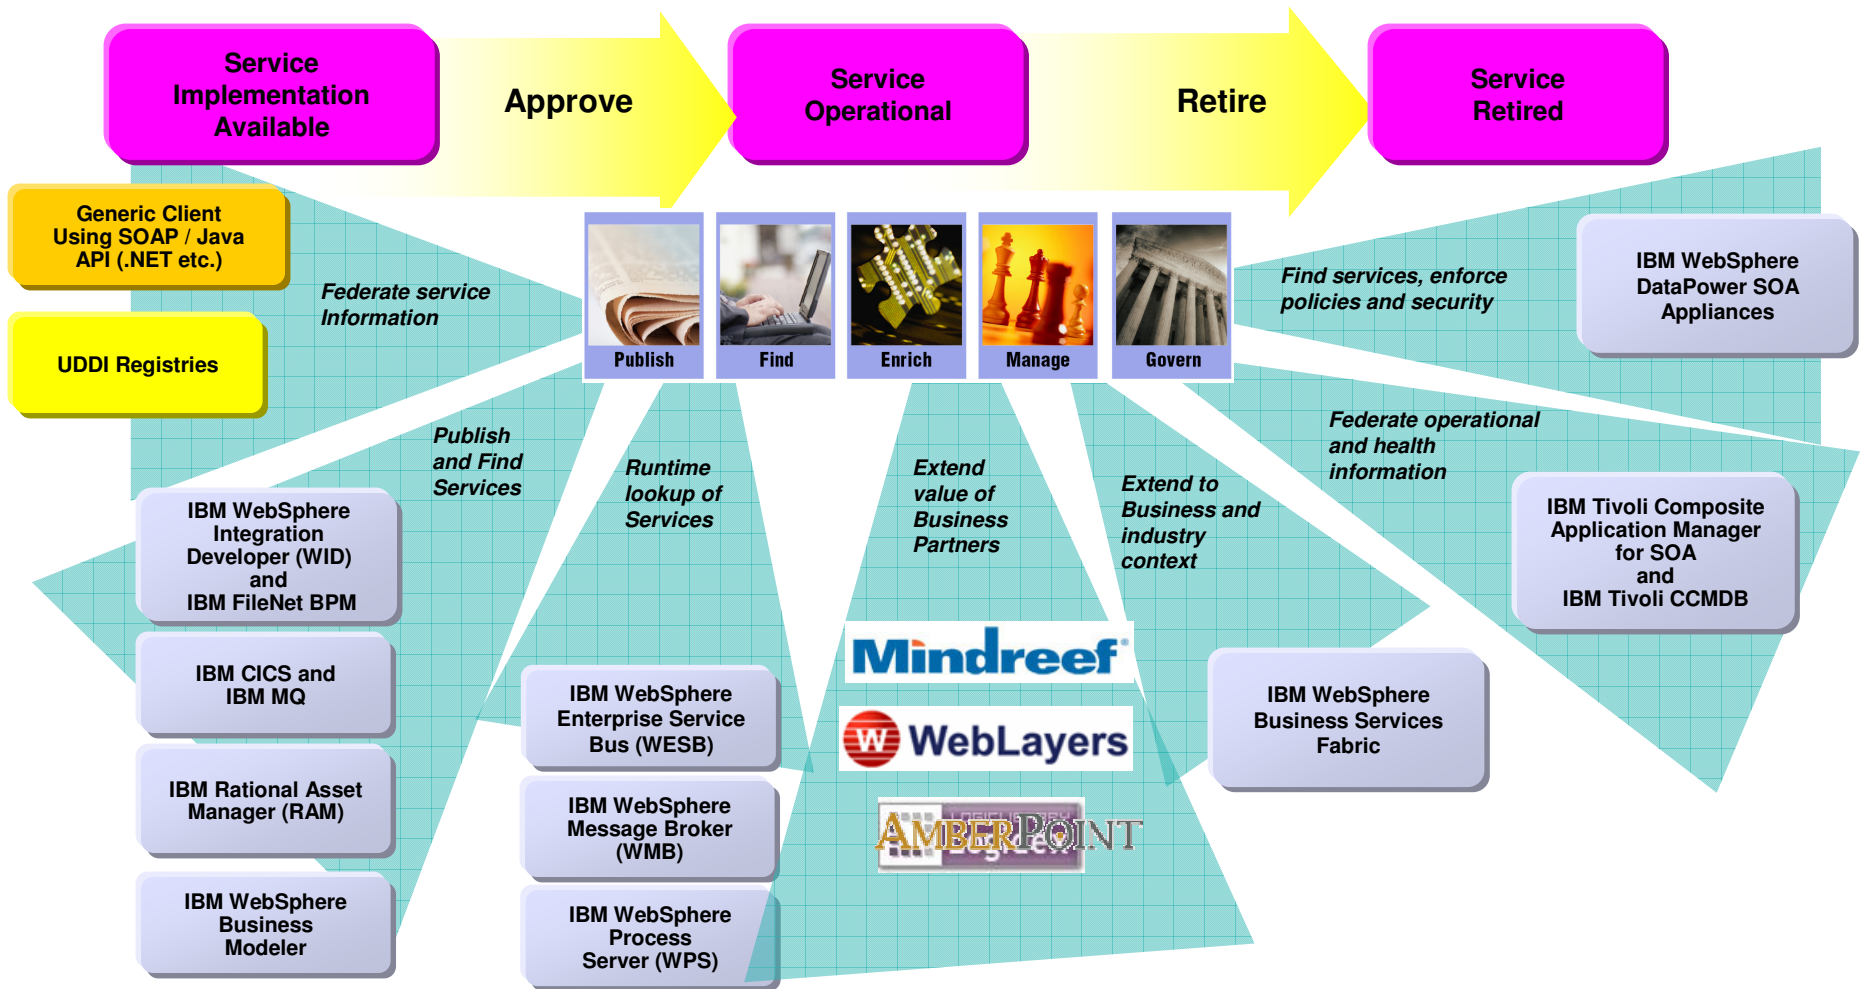 Service
Implementation
Available
Approve
Service
Operational
Retire
Service
Retired
Generic Client
Using SOAP / Java
API (.NET etc.)
UDDI Registries
Federate service
Information
Publish
Find
Enrich
Manage
Govern
Find services, enforce
policies and security
IBM WebSphere
DataPower SOA
Appliances
Publish
and Find
Services
Runtime
lookup of
Services
Extend
value of
Business
Partners
Extend to
Business and
industry
context
Federate operational
and health
information
IBM WebSphere
Integration
Developer (WID)
and
IBM FileNet BPM
IBM CICS and
IBM MQ
IBM Rational Asset
Manager (RAM)
IBM WebSphere
Business
Modeler
IBM WebSphere
Enterprise Service
Bus (WESB)
IBM WebSphere
Message Broker
(WMB)
IBM WebSphere
Process
Server (WPS)
Mindreef®
W WebLayers
AMBERPOINT
IBM WebSphere
Business Services
Fabric
IBM Tivoli Composite
Application Manager
for SOA
and
IBM Tivoli CCMDB